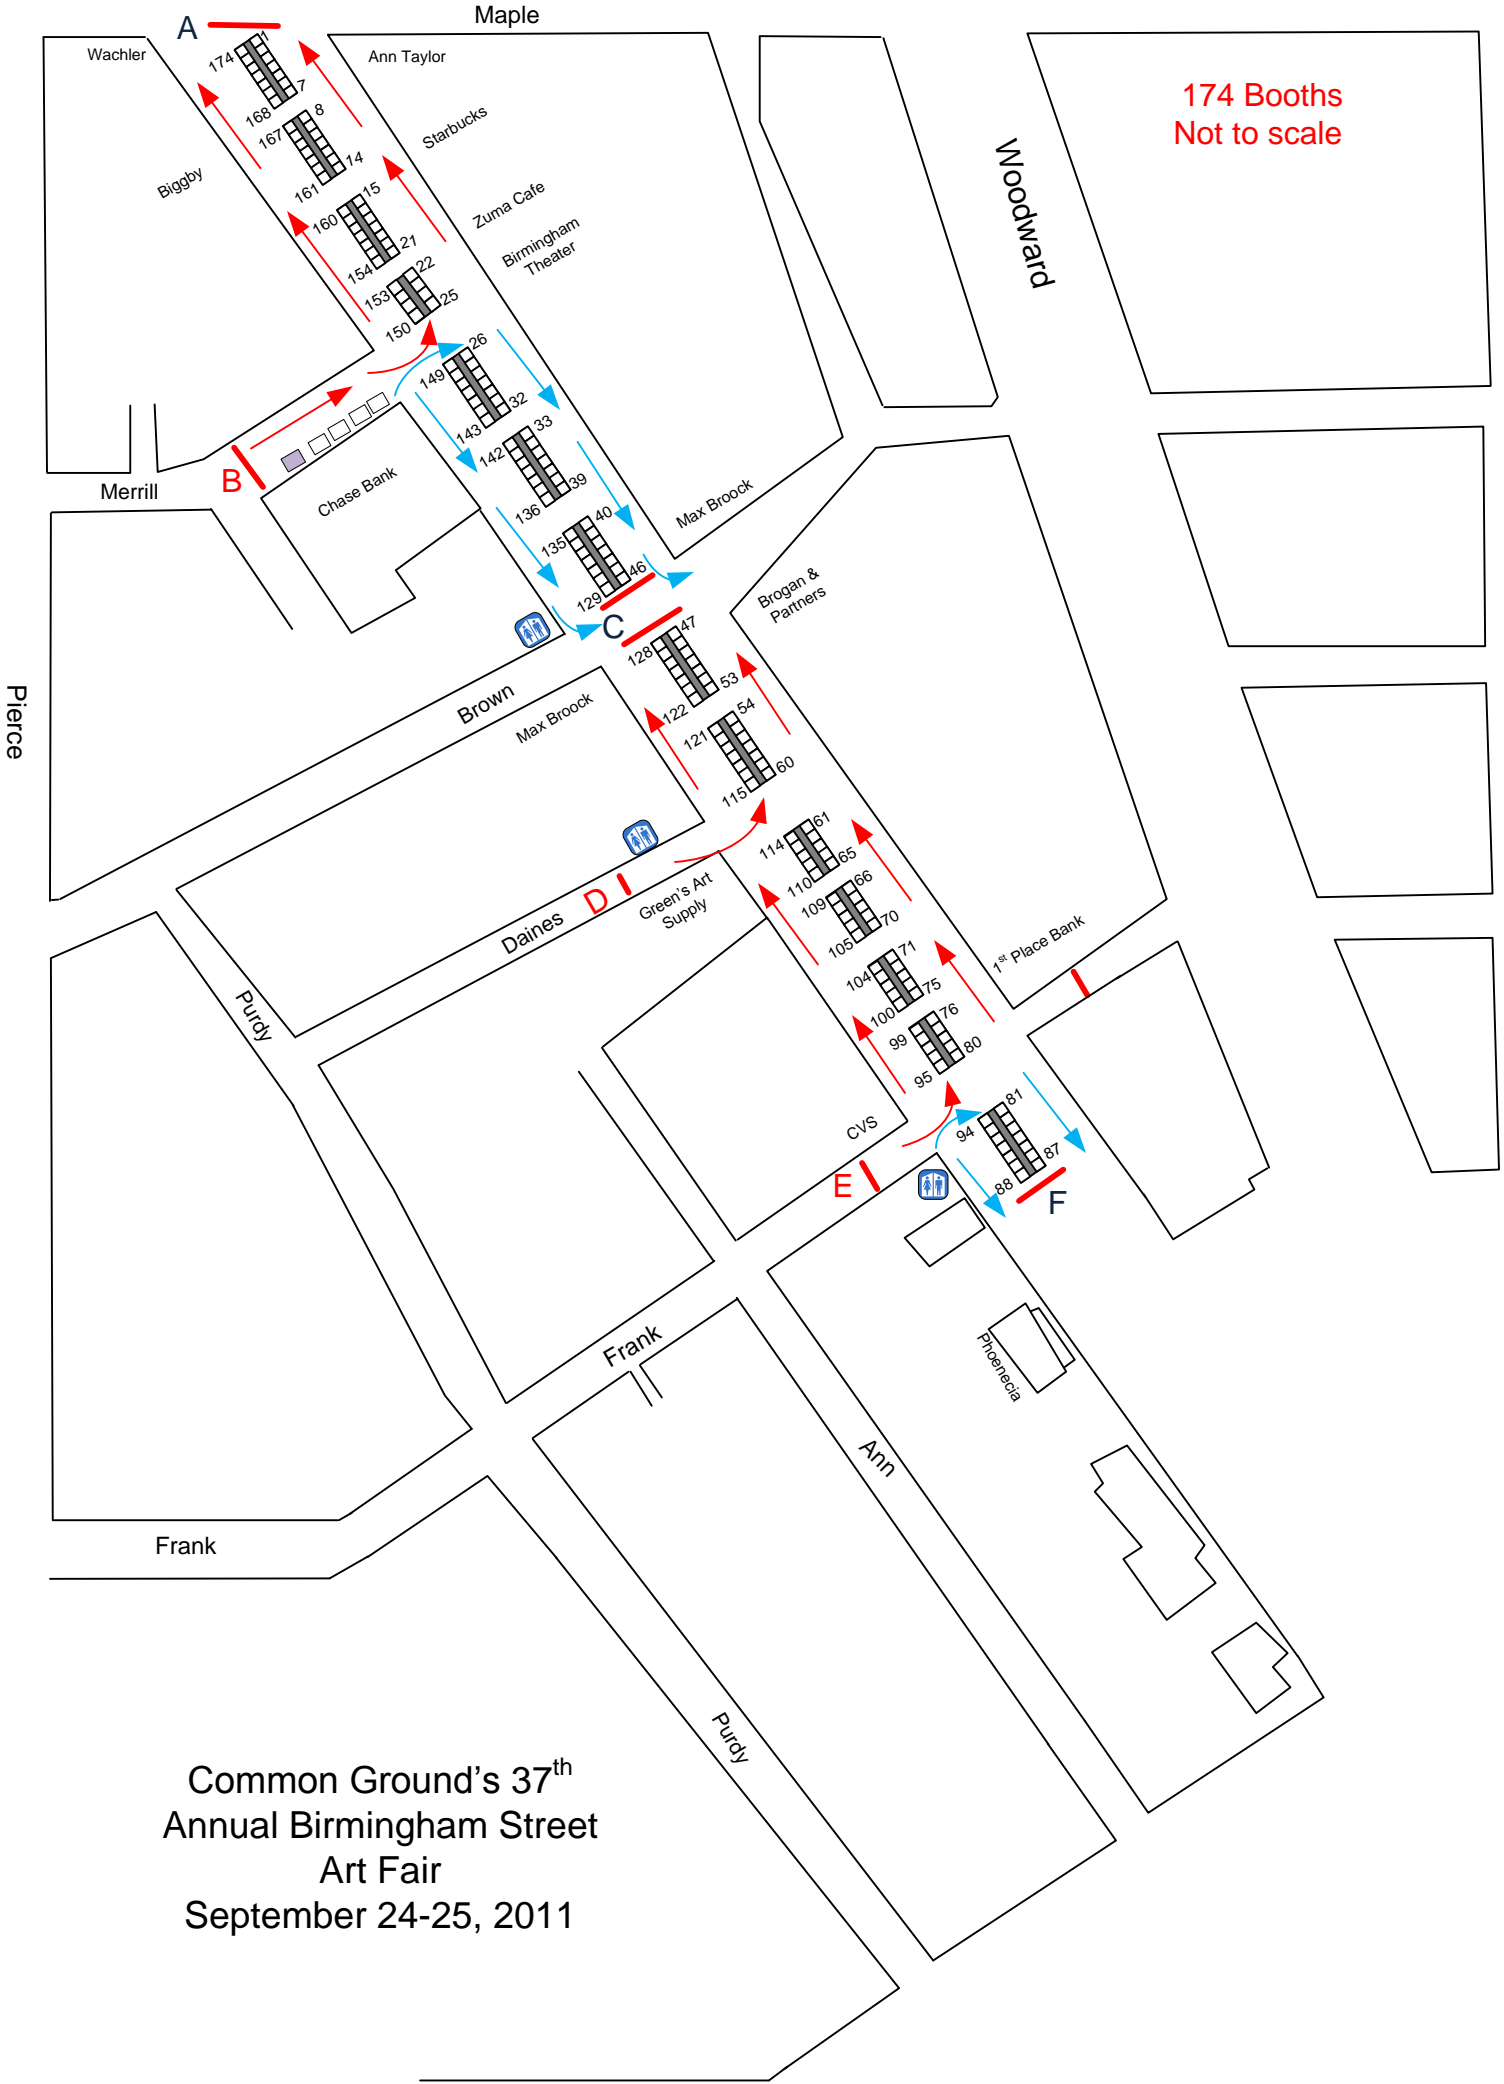 Maple
A
Wachler
Ann Taylor
174
1
7
168
8
167
14
161
Starbucks
Biggby
15
160
21
154
Zuma Cafe
Birmingham
Theater
22
153
25
150
174 Booths
Not to scale
Woodward
26
149
32
143
33
142
39
136
40
135
46
129
B
Merrill
Chase Bank
Max Broock
Brogan &
Partners
C
47
128
53
122
54
121
60
115
Pierce
Brown
Max Broock
61
114
65
110
66
109
70
105
71
104
75
100
76
99
80
95
D
Daines
Green's Art
Supply
1st Place Bank
Purdy
CVS
E
81
94
87
88
F
Frank
Phoenecia
Ann
Frank
Purdy
Common Ground's 37th
Annual Birmingham Street
Art Fair
September 24-25, 2011